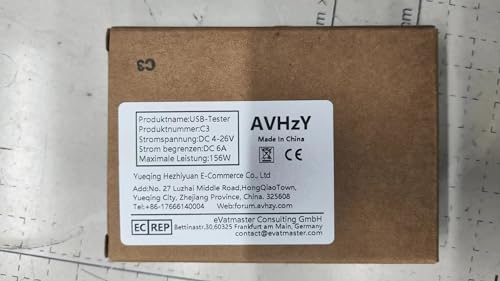 C3
Produktname:USB-Tester
Produktnummer:C3
Stromspannung:DC 4-26V
Strom begrenzen:DC 6A
Maximale Leistung:156W
AVHzY
Made In China
CE
Yueqing Hezhiyuan E-Commerce Co., Ltd
Add:No. 27 Luzhai Middle Road,HongQiaoTown,
Yueqing City, Zhejiang Province, China. 325608
Tel:+86-17666140004 Web:forum.avhzy.com
EC REP
eVatmaster Consulting GmbH
Bettinastr.30,60325 Frankfurt am Main, Germany
contact@evatmaster.com